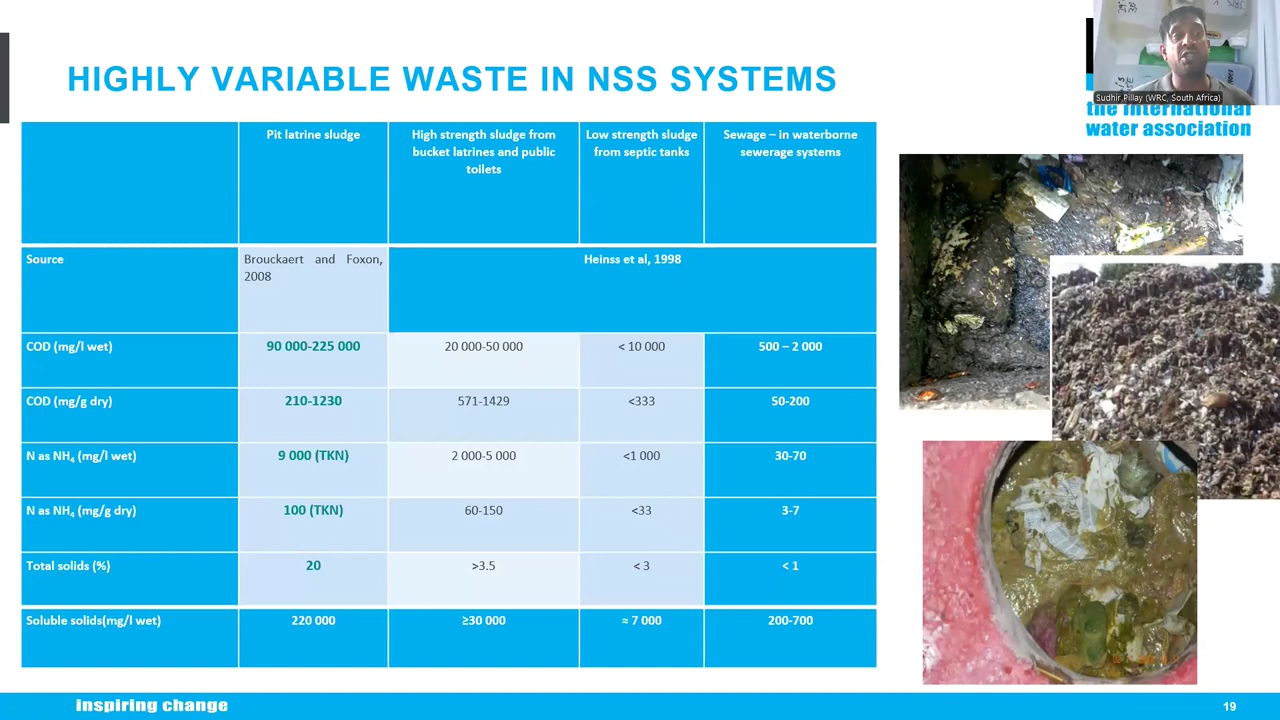 HIGHLY VARIABLE WASTE IN NSS SYSTEMS
Sudhir Pillay (WRC, South Africa)
the international
water association
Pit latrine sludge
High strength sludge from
bucket latrines and public
toilets
Low strength sludge
from septic tanks
Sewage – in waterborne
sewerage systems
Source
Brouckaert and Foxon,
2008
Heinss et al, 1998
COD (mg/l wet)
90 000-225 000
20 000-50 000
< 10 000
500 – 2 000
COD (mg/g dry)
210-1230
571-1429
<333
50-200
N as NH₄ (mg/l wet)
9 000 (TKN)
2 000-5 000
<1 000
30-70
N as NH₄ (mg/g dry)
100 (TKN)
60-150
<33
3-7
Total solids (%)
20
>3.5
< 3
< 1
Soluble solids(mg/l wet)
220 000
≥30 000
≈ 7 000
200-700
inspiring change
19